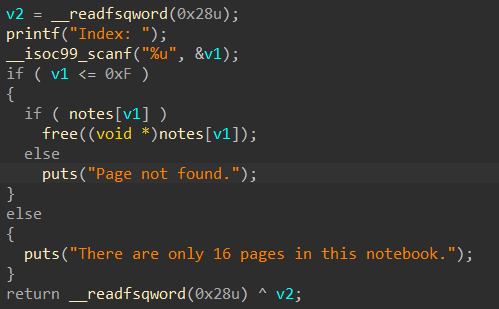 v2 = __readfsqword(0x28u);
printf("Index: ");
__isoc99_scanf("%u", &v1);
if ( v1 <= 0xF )
{
if ( notes[v1] )
free((void *)notes[v1]);
else
puts("Page not found.");
}
else
{
puts("There are only 16 pages in this notebook.");
}
return __readfsqword(0x28u) ^ v2;